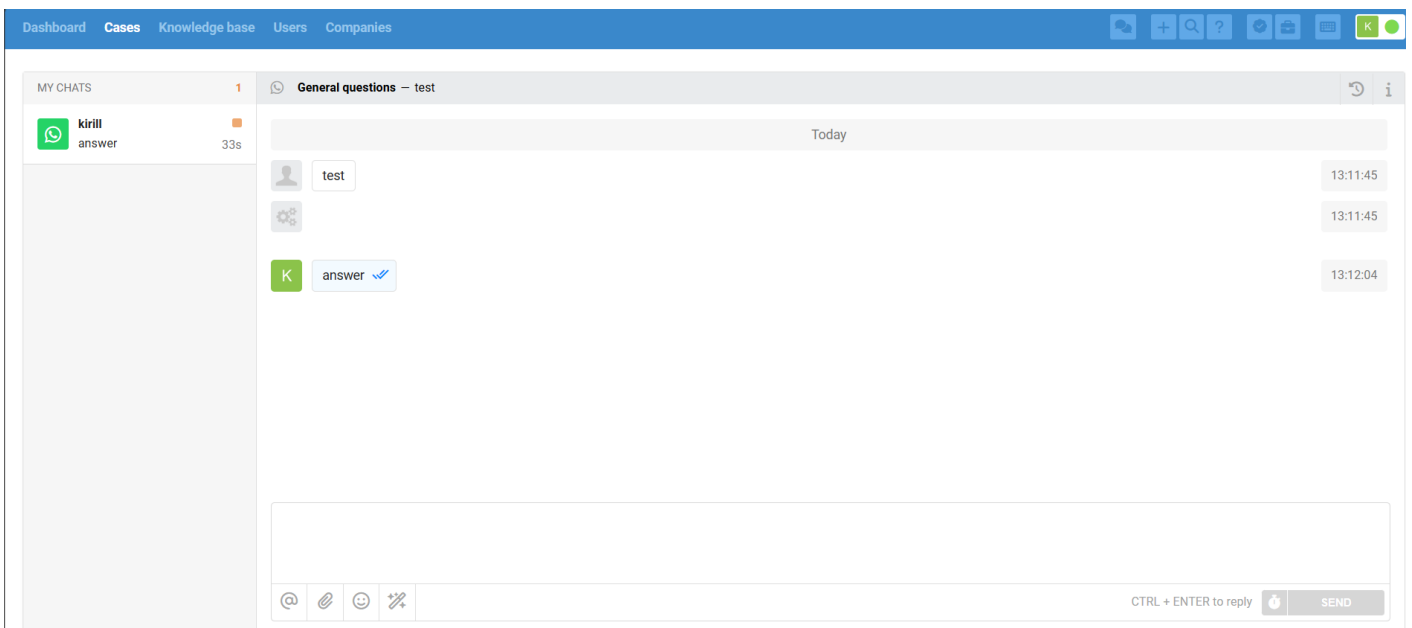 Dashboard Cases Knowledge base Users Companies
K
MY CHATS 1
General questions – test
kirill
answer 33s
Today
test 13:11:45
13:11:45
K answer 13:12:04
CTRL + ENTER to reply SEND